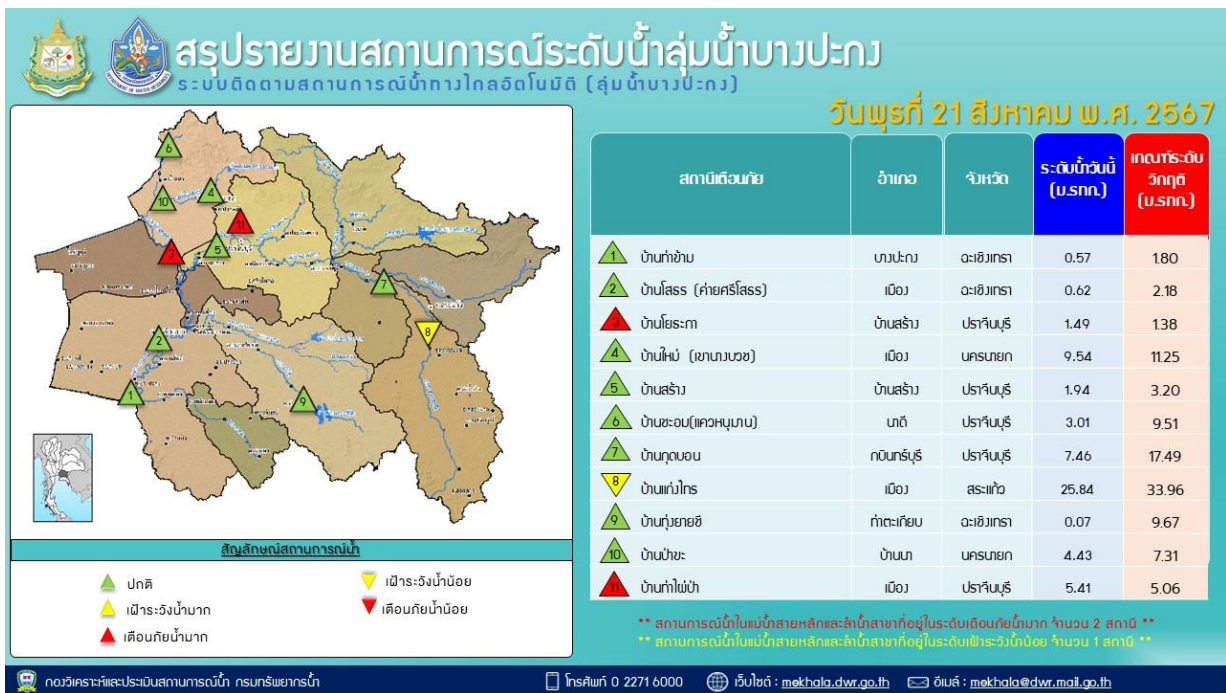 สรุปรายงานสถานการณ์ระดับน้ำลุ่มน้ำบางปะกง
ระบบติดตามสถานการณ์น้ำทางไกลอัตโนมัติ (ลุ่มน้ำบางปะกง)
วันพุธที่ 21 สิงหาคม พ.ศ. 2567
สถานีเตือนภัย อำเภอ จังหวัด ระดับน้ำวันนี้ (ม.รทก.) เกณฑ์ระดับวิกฤติ (ม.รทก.)
1 บ้านท่าข้าม บางปะกง ฉะเชิงเทรา 0.57 1.80
2 บ้านโสธร (ค่ายศรีโสธร) เมือง ฉะเชิงเทรา 0.62 2.18
3 บ้านโยธะกา บ้านสร้าง ปราจีนบุรี 1.49 1.38
4 บ้านใหม่ (เขานางบวช) เมือง นครนายก 9.54 11.25
5 บ้านสร้าง บ้านสร้าง ปราจีนบุรี 1.94 3.20
6 บ้านชะอม(แควหนุมาน) นาดี ปราจีนบุรี 3.01 9.51
7 บ้านกุดบอน กบินทร์บุรี ปราจีนบุรี 7.46 17.49
8 บ้านแก่งไทร เมือง สระแก้ว 25.84 33.96
9 บ้านทุ่งยายชี ท่าตะเกียบ ฉะเชิงเทรา 0.07 9.67
10 บ้านป่าขะ บ้านนา นครนายก 4.43 7.31
11 บ้านท่าไผ่ป่า เมือง ปราจีนบุรี 5.41 5.06
สัญลักษณ์สถานการณ์น้ำ
ปกติ
เฝ้าระวังน้ำมาก
เตือนภัยน้ำมาก
เฝ้าระวังน้ำน้อย
เตือนภัยน้ำน้อย
** สถานการณ์น้ำในแม่น้ำสายหลักและลำน้ำสาขาที่อยู่ในระดับเตือนภัยน้ำมาก จำนวน 2 สถานี **
** สถานการณ์น้ำในแม่น้ำสายหลักและลำน้ำสาขาที่อยู่ในระดับเฝ้าระวังน้ำน้อย จำนวน 1 สถานี **
กองวิเคราะห์และประเมินสถานการณ์น้ำ กรมทรัพยากรน้ำ โทรศัพท์ 0 2271 6000 เว็บไซต์ : mekhala.dwr.go.th อีเมล์ : mekhala@dwr.mail.go.th